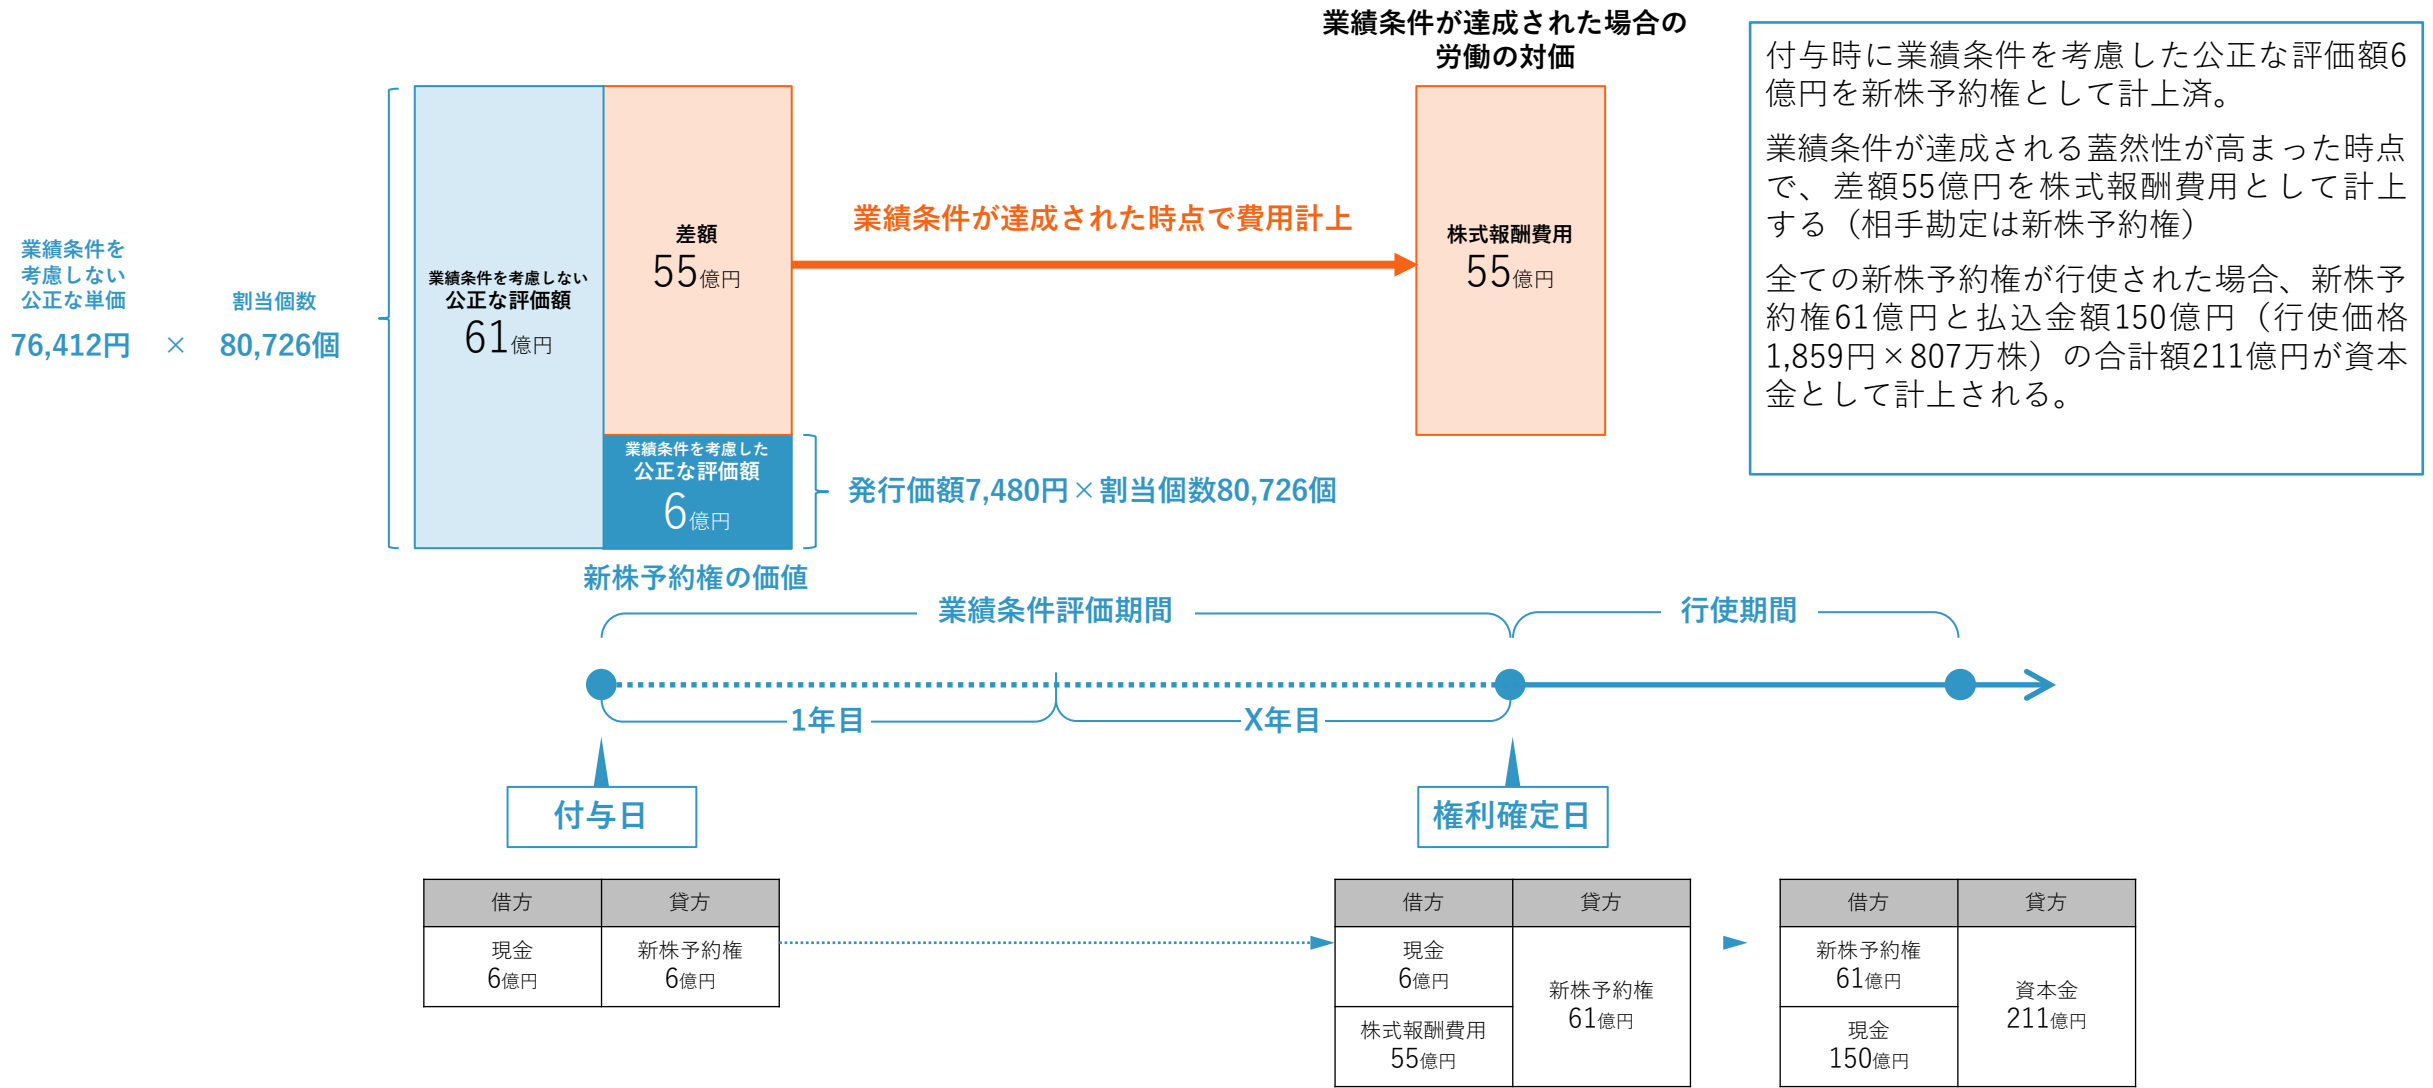 業績条件が達成された場合の
労働の対価
付与時に業績条件を考慮した公正な評価額6
億円を新株予約権として計上済。
業績条件が達成される蓋然性が高まった時点
で、差額55億円を株式報酬費用として計上
する（相手勘定は新株予約権）
全ての新株予約権が行使された場合、新株予
約権61億円と払込金額150億円（行使価格
1,859円×807万株）の合計額211億円が資本
金として計上される。
業績条件を
考慮しない
公正な単価
76,412円
×
割当個数
80,726個
業績条件を考慮しない
公正な評価額
61億円
差額
55億円
業績条件が達成された時点で費用計上
株式報酬費用
55億円
業績条件を考慮した
公正な評価額
6億円
発行価額7,480円×割当個数80,726個
新株予約権の価値
業績条件評価期間
行使期間
1年目
X年目
付与日
権利確定日
借方 貸方
現金 新株予約権
6億円 6億円
借方 貸方
現金
6億円
新株予約権
61億円
株式報酬費用
55億円
借方 貸方
新株予約権
61億円
資本金
211億円
現金
150億円